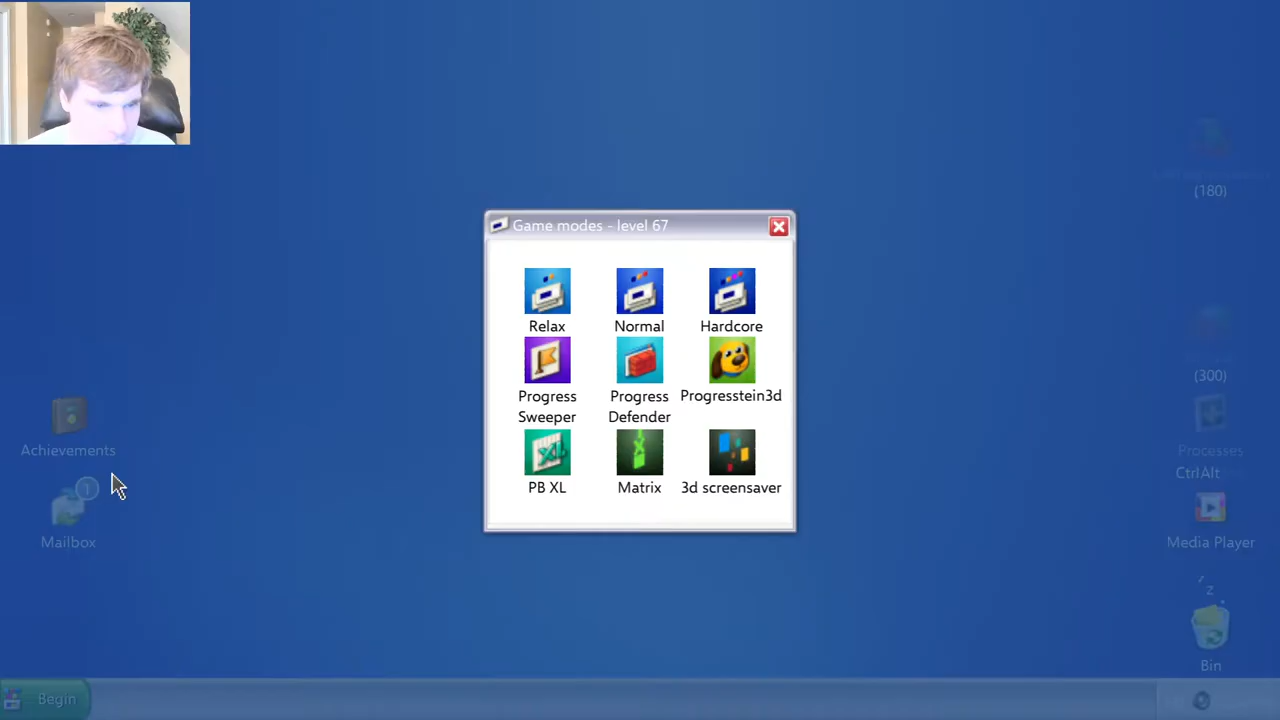 Game modes - level 67
Relax
Normal
Hardcore
Progress
Sweeper
Progress
Defender
Progresstein3d
PB XL
Matrix
3d screensaver
Achievements
1
Mailbox
(180)
(300)
Processes
CtrlAlt
Media Player
z
Bin
Begin